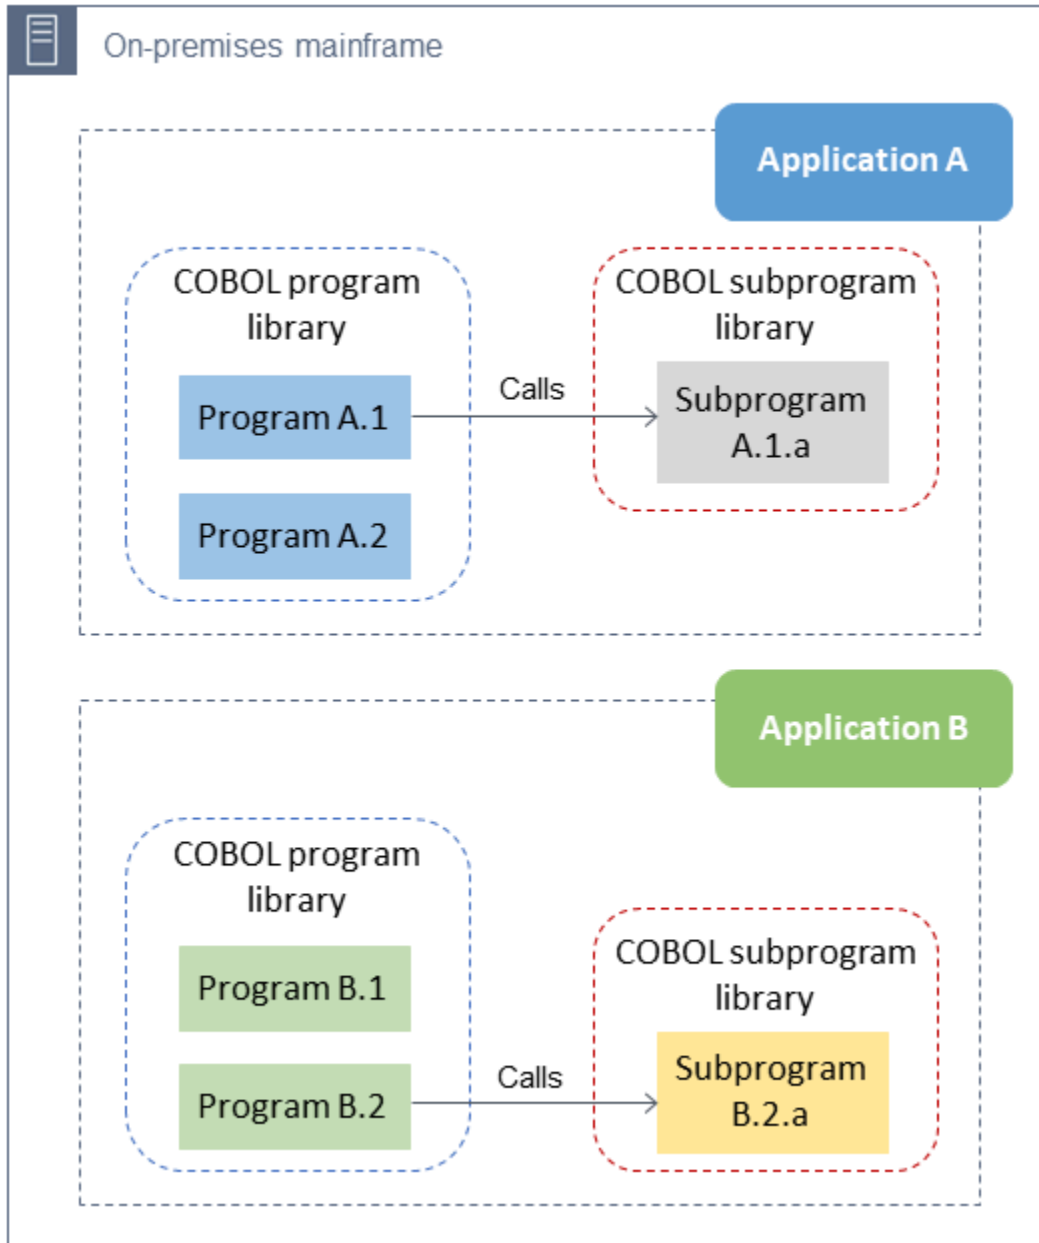 On-premises mainframe
Application A
COBOL program
library
COBOL subprogram
library
Program A.1
Calls
Subprogram
A.1.a
Program A.2
Application B
COBOL program
library
COBOL subprogram
library
Program B.1
Program B.2
Calls
Subprogram
B.2.a